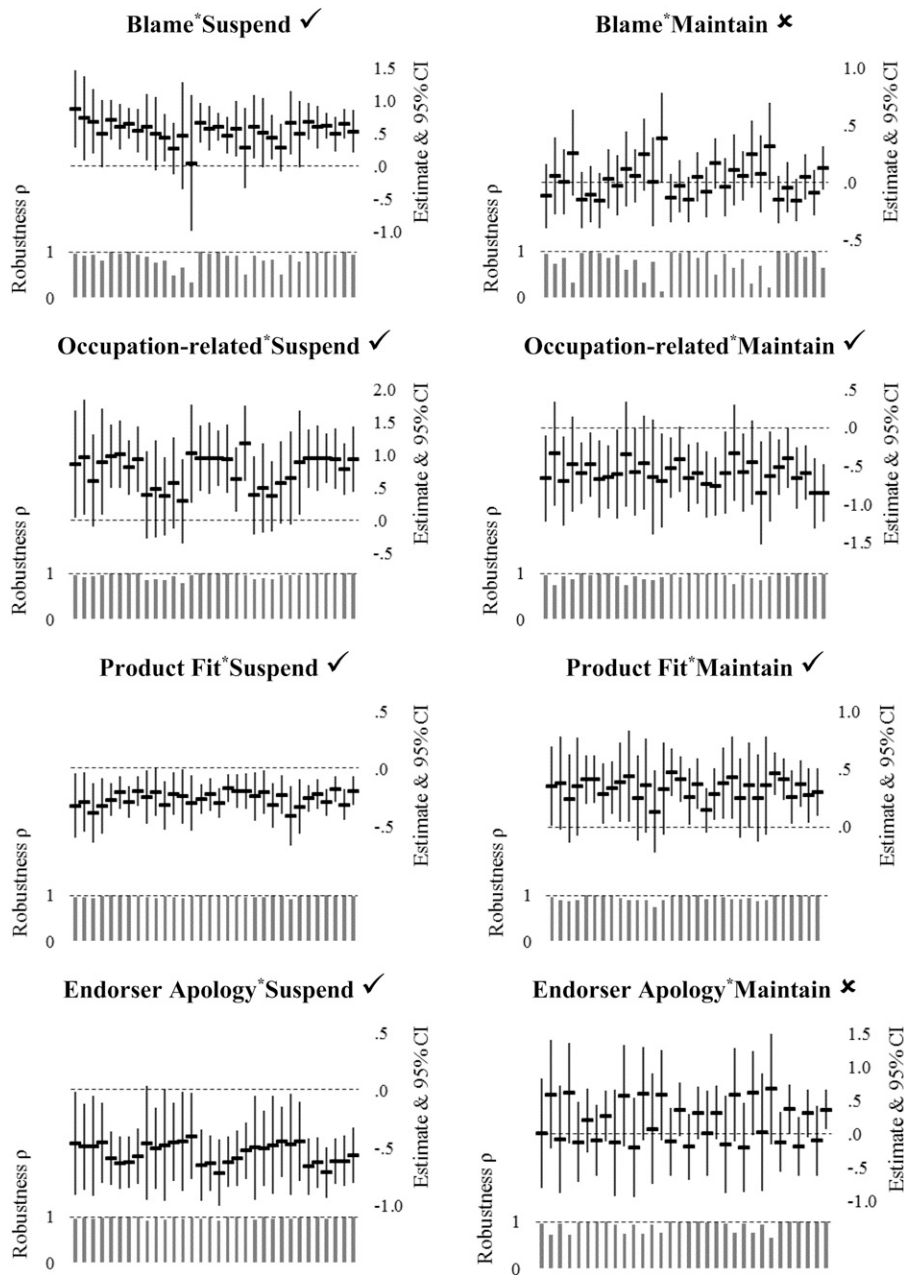 Blame*Suspend ✓
1.5
1.0
.5
.0
-.5
-1.0
Estimate & 95%CI
Robustness ρ
1
0
Blame*Maintain ✘
1.0
.5
.0
-.5
Estimate & 95%CI
Robustness ρ
1
0
Occupation-related*Suspend ✓
2.0
1.5
1.0
.5
.0
-.5
Estimate & 95%CI
Robustness ρ
1
0
Occupation-related*Maintain ✓
.5
.0
-.5
-1.0
-1.5
Estimate & 95%CI
Robustness ρ
1
0
Product Fit*Suspend ✓
.5
.0
-.5
Estimate & 95%CI
Robustness ρ
1
0
Product Fit*Maintain ✓
1.0
.5
.0
Estimate & 95%CI
Robustness ρ
1
0
Endorser Apology*Suspend ✓
.5
.0
-.5
-1.0
Estimate & 95%CI
Robustness ρ
1
0
Endorser Apology*Maintain ✘
1.5
1.0
.5
.0
-.5
-1.0
Estimate & 95%CI
Robustness ρ
1
0